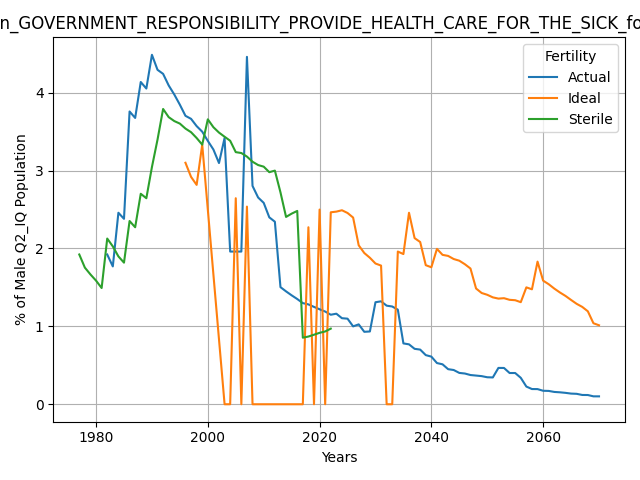 n_GOVERNMENT_RESPONSIBILITY_PROVIDE_HEALTH_CARE_FOR_THE_SICK_fo
Fertility
Actual
Ideal
Sterile
% of Male Q2_IQ Population
4
3
2
1
0
1980 2000 2020 2040 2060
Years